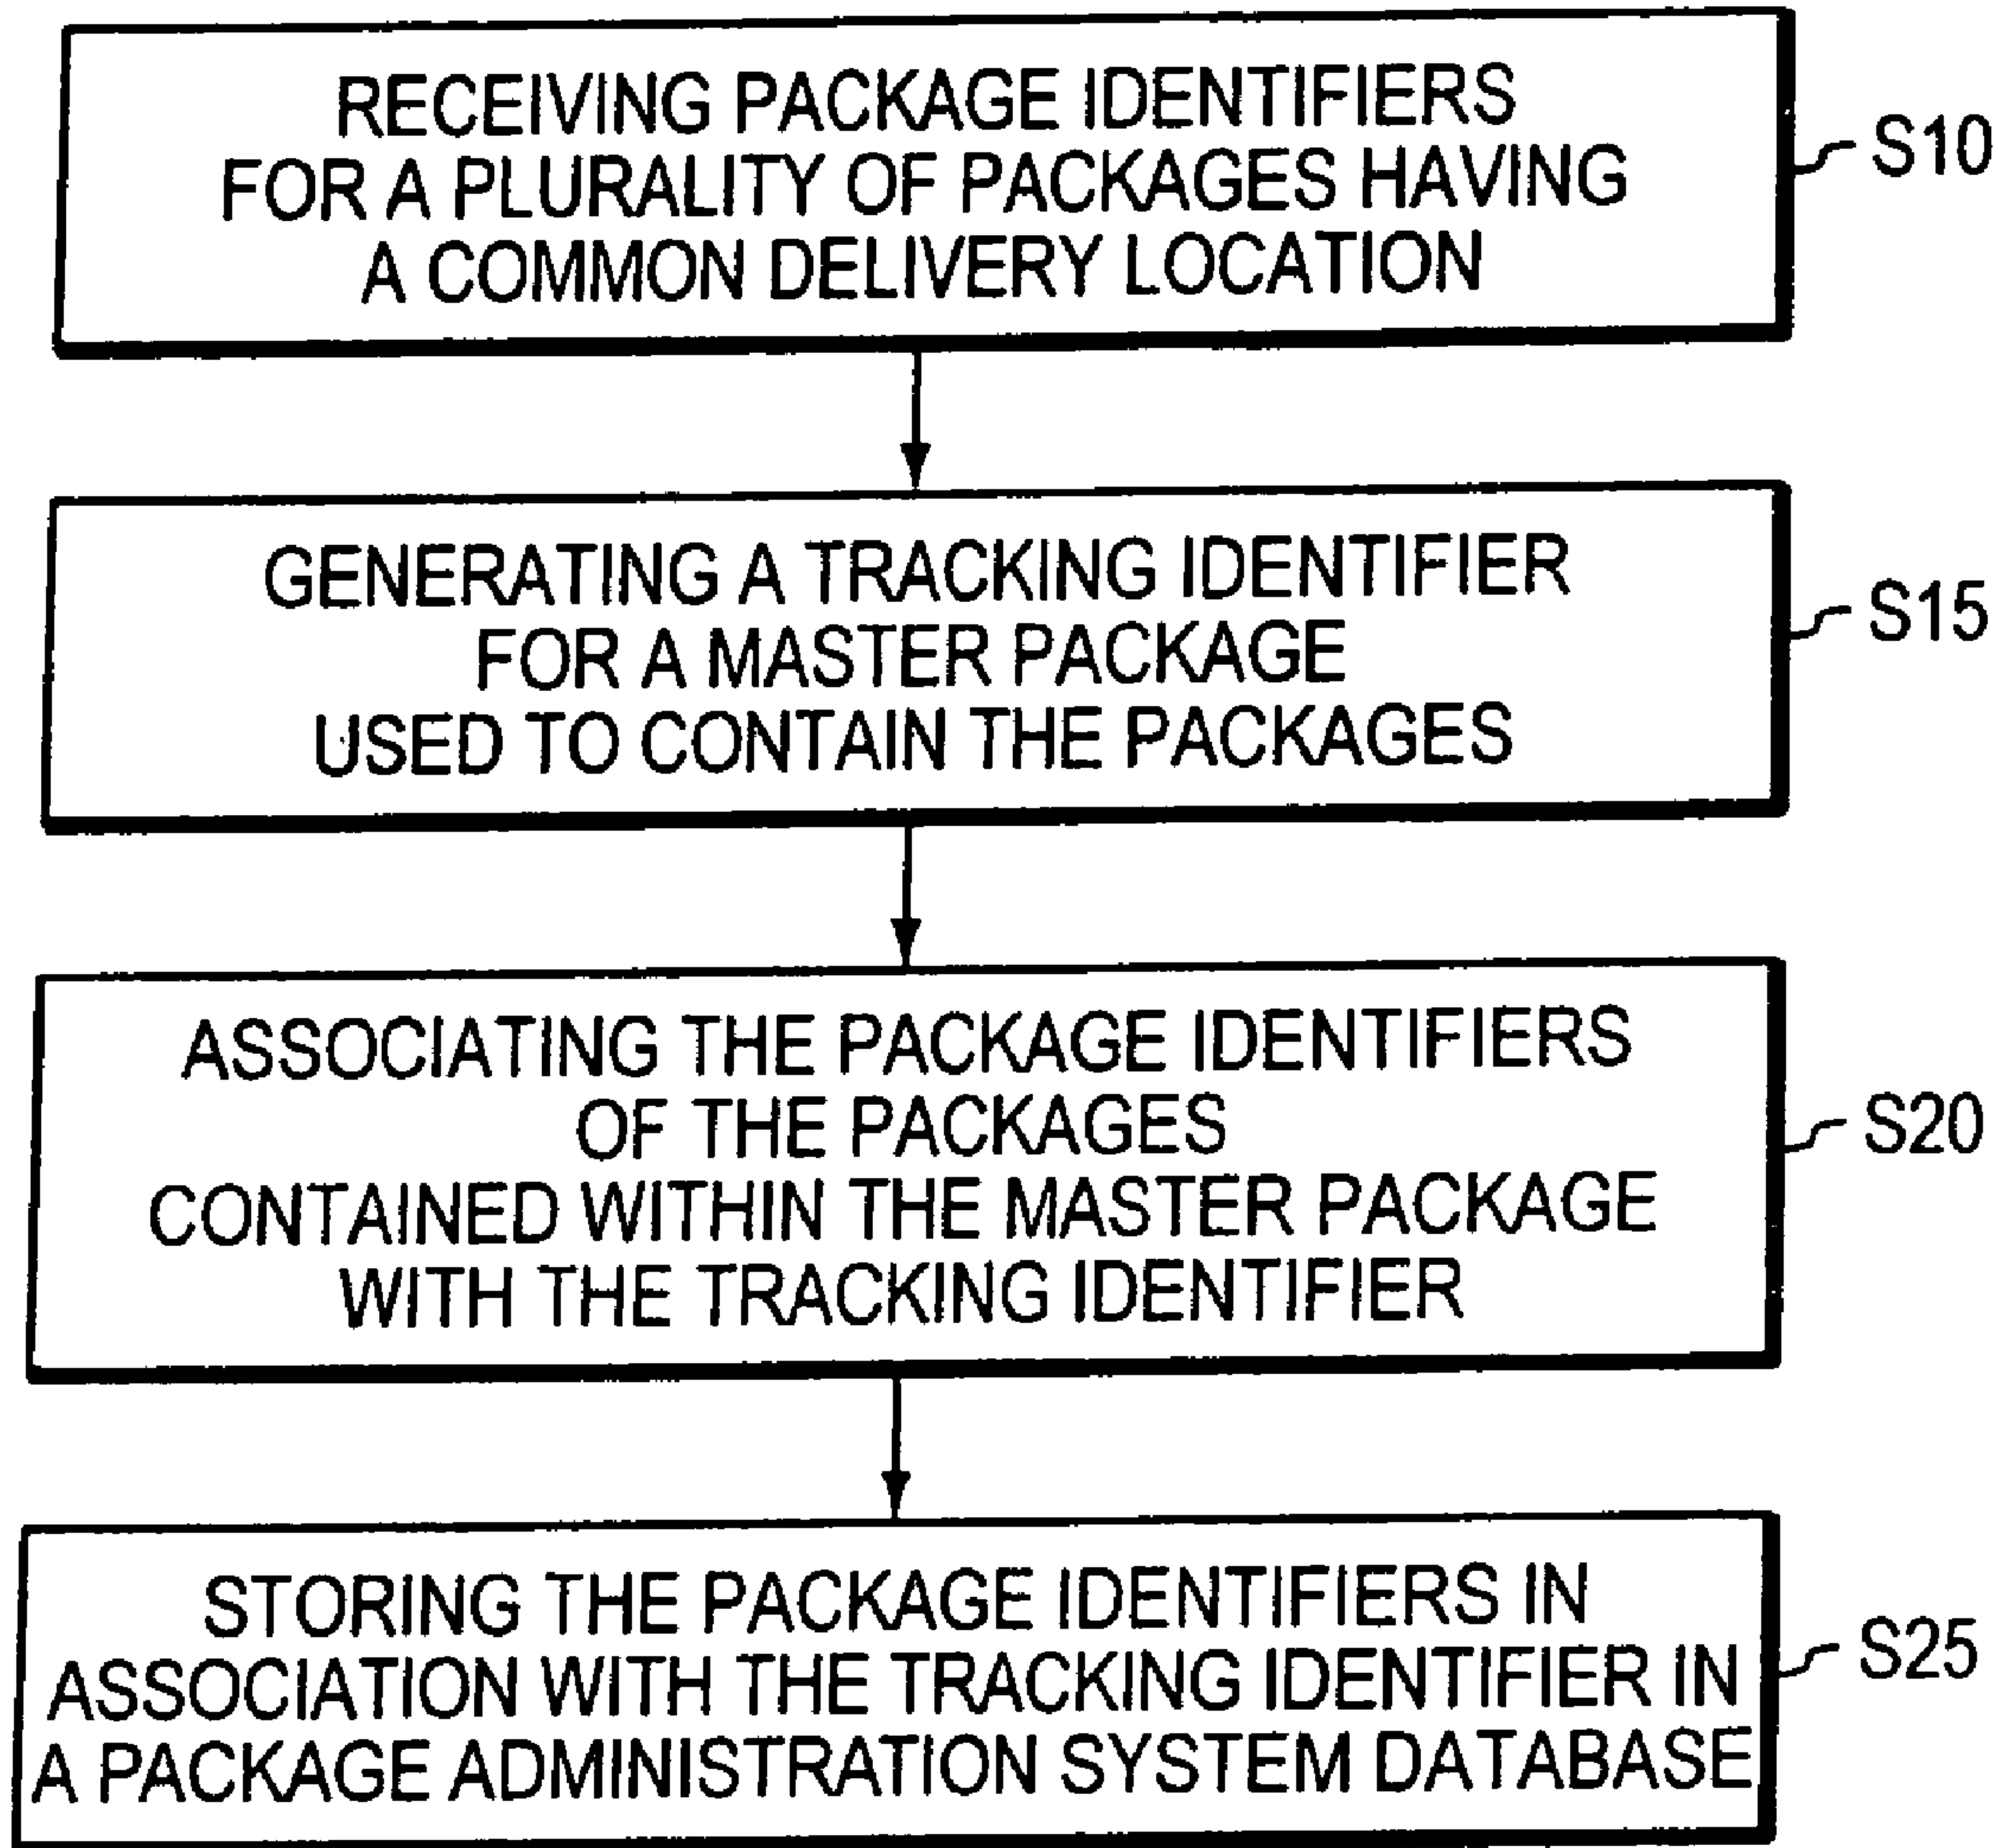 RECEIVING PACKAGE IDENTIFIERS
FOR A PLURALITY OF PACKAGES HAVING
A COMMON DELIVERY LOCATION
S10
GENERATING A TRACKING IDENTIFIER
FOR A MASTER PACKAGE
USED TO CONTAIN THE PACKAGES
S15
ASSOCIATING THE PACKAGE IDENTIFIERS
OF THE PACKAGES
CONTAINED WITHIN THE MASTER PACKAGE
WITH THE TRACKING IDENTIFIER
S20
STORING THE PACKAGE IDENTIFIERS IN
ASSOCIATION WITH THE TRACKING IDENTIFIER IN
A PACKAGE ADMINISTRATION SYSTEM DATABASE
S25